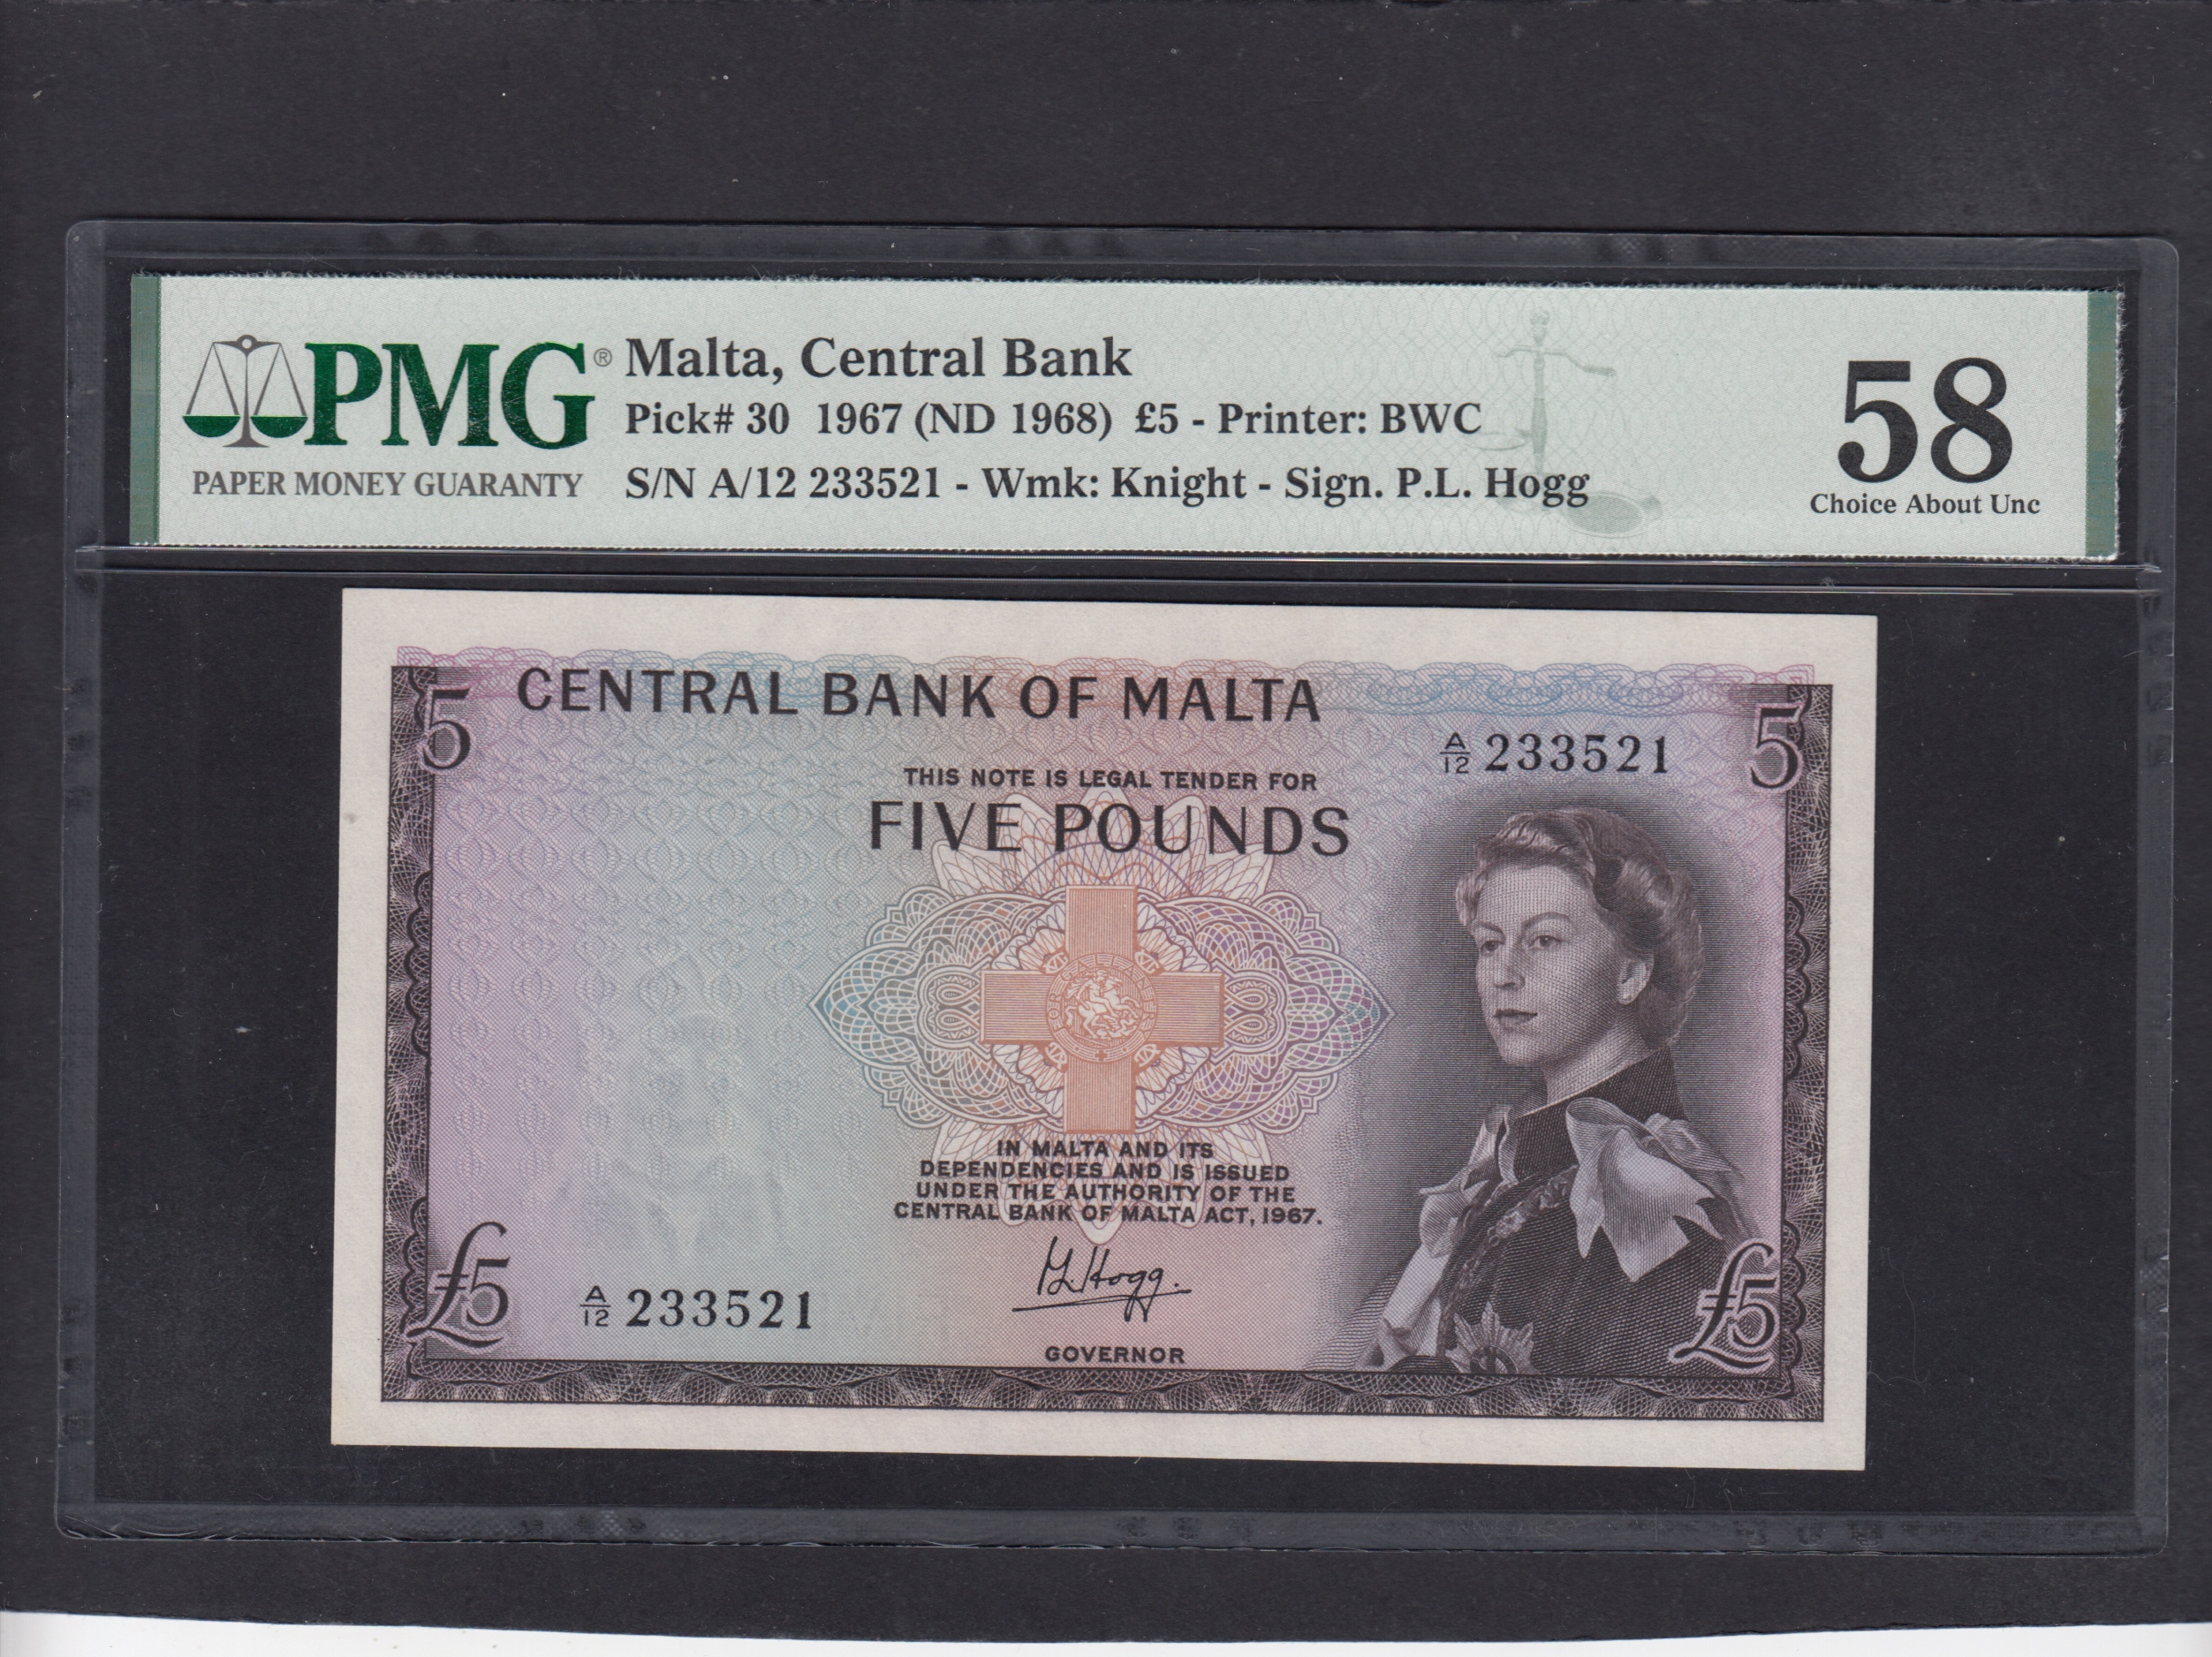 PMG®
PAPER MONEY GUARANTY
Malta, Central Bank
Pick# 30 1967 (ND 1968) £5 - Printer: BWC
S/N A/12 233521 - Wmk: Knight - Sign. P.L. Hogg
58
Choice About Unc
5 CENTRAL BANK OF MALTA 5
A/12 233521
THIS NOTE IS LEGAL TENDER FOR
FIVE POUNDS
FOR GALLANTRY
IN MALTA AND ITS
DEPENDENCIES AND IS ISSUED
UNDER THE AUTHORITY OF THE
CENTRAL BANK OF MALTA ACT, 1967.
£5 A/12 233521 £5
P.L. Hogg.
GOVERNOR